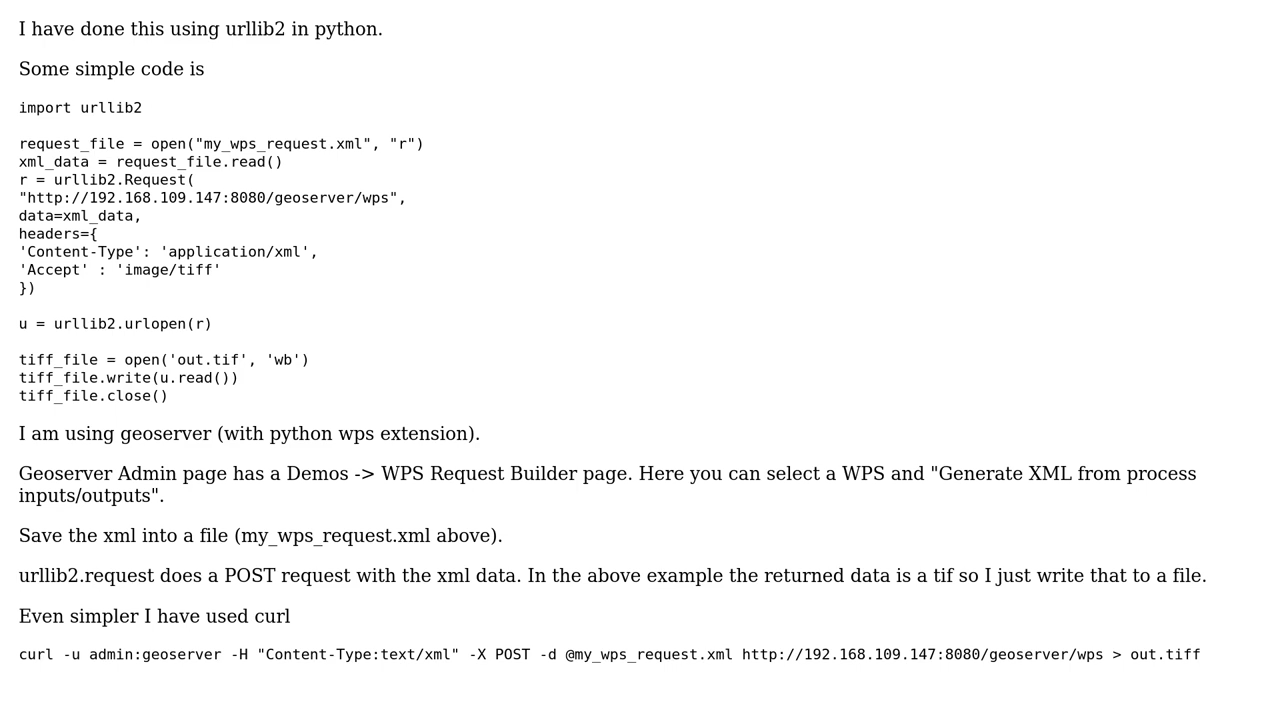 I have done this using urllib2 in python.
Some simple code is
import urllib2
request_file = open("my_wps_request.xml", "r")
xml_data = request_file.read()
r = urllib2.Request(
"http://192.168.109.147:8080/geoserver/wps",
data=xml_data,
headers={
'Content-Type': 'application/xml',
'Accept' : 'image/tiff'
})
u = urllib2.urlopen(r)
tiff_file = open('out.tif', 'wb')
tiff_file.write(u.read())
tiff_file.close()
I am using geoserver (with python wps extension).
Geoserver Admin page has a Demos -> WPS Request Builder page. Here you can select a WPS and "Generate XML from process
inputs/outputs".
Save the xml into a file (my_wps_request.xml above).
urllib2.request does a POST request with the xml data. In the above example the returned data is a tif so I just write that to a file.
Even simpler I have used curl
curl -u admin:geoserver -H "Content-Type:text/xml" -X POST -d @my_wps_request.xml http://192.168.109.147:8080/geoserver/wps > out.tiff